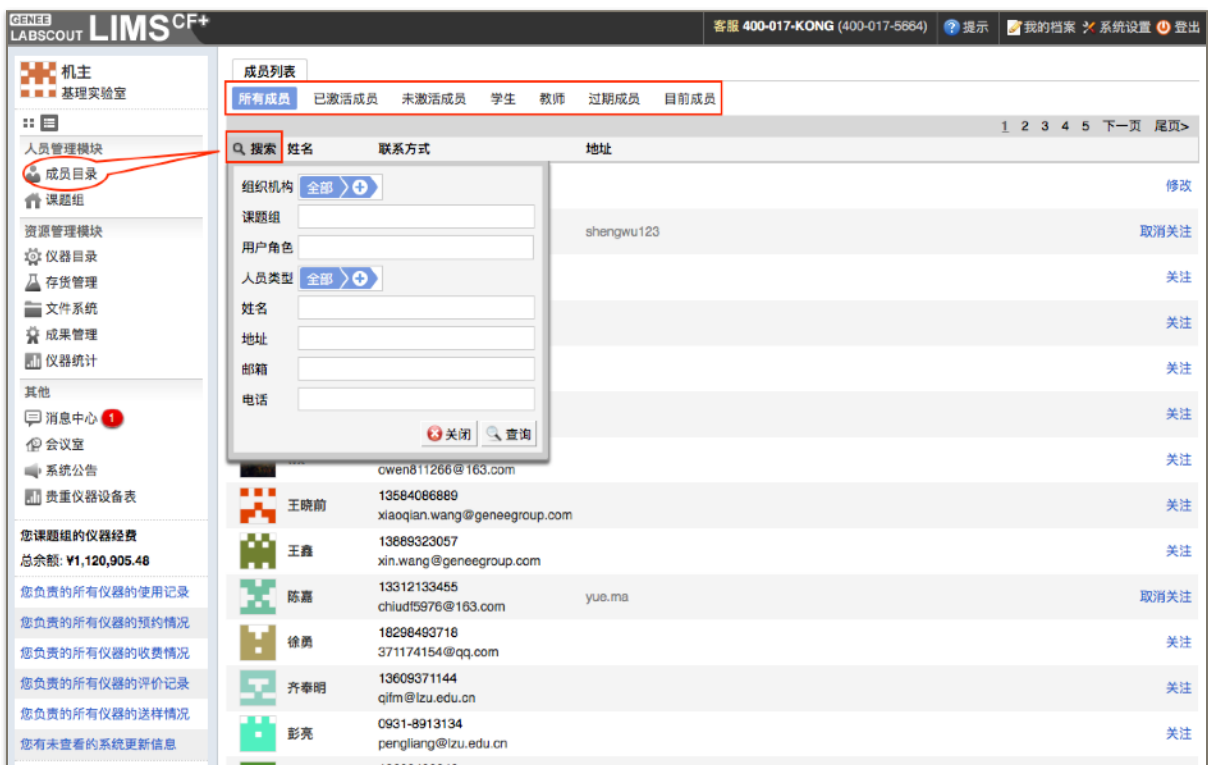 GENEE
LABSCOUT LIMS CF+
客服 400-017-KONG (400-017-5664) 提示 我的档案 系统设置 登出
机主
基理实验室
人员管理模块
成员目录
课题组
资源管理模块
仪器目录
存货管理
文件系统
成果管理
仪器统计
其他
消息中心 1
会议室
系统公告
贵重仪器设备表
您课题组的仪器经费
总余额: ¥1,120,905.48
您负责的所有仪器的使用记录
您负责的所有仪器的预约情况
您负责的所有仪器的收费情况
您负责的所有仪器的评价记录
您负责的所有仪器的送样情况
您有未查看的系统更新信息
成员列表
所有成员 已激活成员 未激活成员 学生 教师 过期成员 目前成员
1 2 3 4 5 下一页 尾页>
搜索 姓名 联系方式 地址
组织机构 全部
课题组
用户角色
人员类型 全部
姓名
地址
邮箱
电话
关闭 查询
修改
shengwu123 取消关注
关注
关注
关注
关注
owen811266@163.com 关注
王晓前 13584086889
xiaoqian.wang@geneegroup.com 关注
王鑫 13889323057
xin.wang@geneegroup.com 关注
陈嘉 13312133455
chiudf5976@163.com yue.ma 取消关注
徐勇 18298493718
371174154@qq.com 关注
齐奉明 13609371144
qifm@lzu.edu.cn 关注
彭亮 0931-8913134
pengliang@lzu.edu.cn 关注